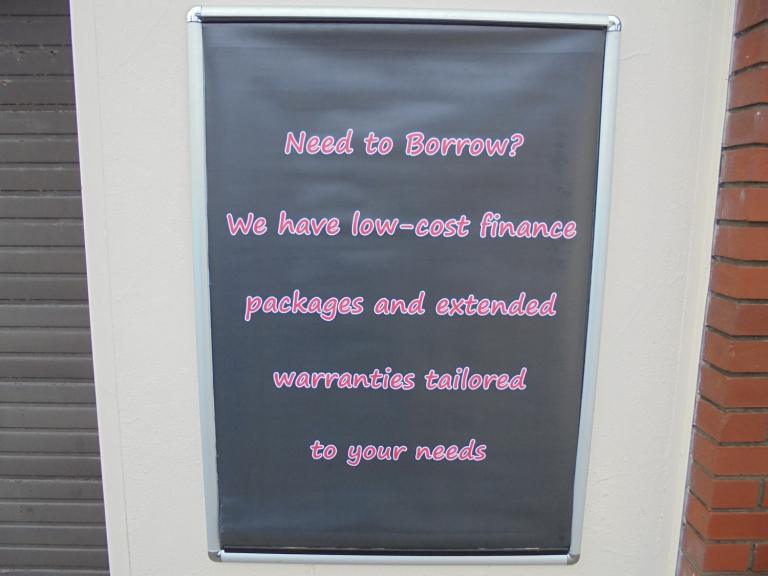 Need to Borrow?
We have low-cost finance
packages and extended
warranties tailored
to your needs